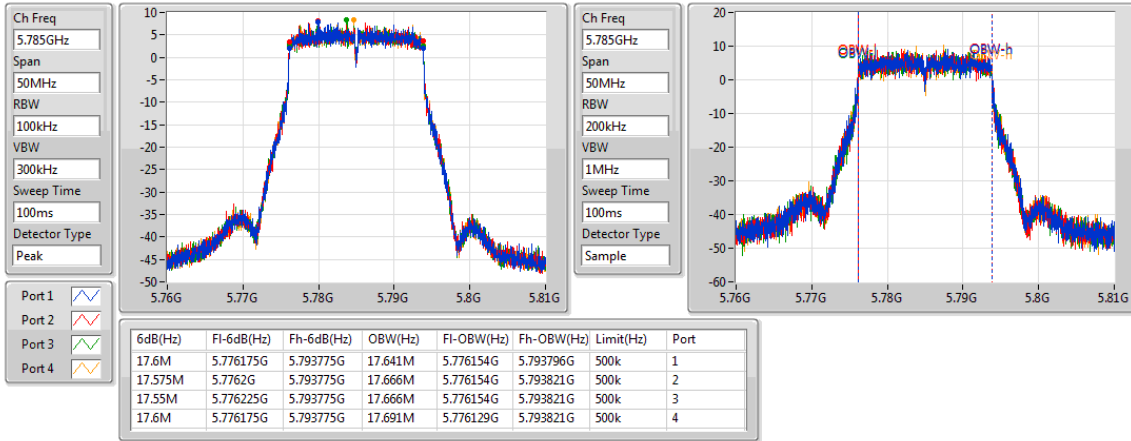 Ch Freq
5.785GHz
Span
50MHz
RBW
100kHz
VBW
300kHz
Sweep Time
100ms
Detector Type
Peak
Port 1
Port 2
Port 3
Port 4
10
5
0
-5
-10
-15
-20
-25
-30
-35
-40
-45
-50
5.76G 5.77G 5.78G 5.79G 5.8G 5.81G
Ch Freq
5.785GHz
Span
50MHz
RBW
200kHz
VBW
1MHz
Sweep Time
100ms
Detector Type
Sample
20
10
0
-10
-20
-30
-40
-50
-60
OBW-l OBW-h
5.76G 5.77G 5.78G 5.79G 5.8G 5.81G
6dB(Hz) Fl-6dB(Hz) Fh-6dB(Hz) OBW(Hz) Fl-OBW(Hz) Fh-OBW(Hz) Limit(Hz) Port
17.6M 5.776175G 5.793775G 17.641M 5.776154G 5.793796G 500k 1
17.575M 5.7762G 5.793775G 17.666M 5.776154G 5.793821G 500k 2
17.55M 5.776225G 5.793775G 17.666M 5.776154G 5.793821G 500k 3
17.6M 5.776175G 5.793775G 17.691M 5.776129G 5.793821G 500k 4